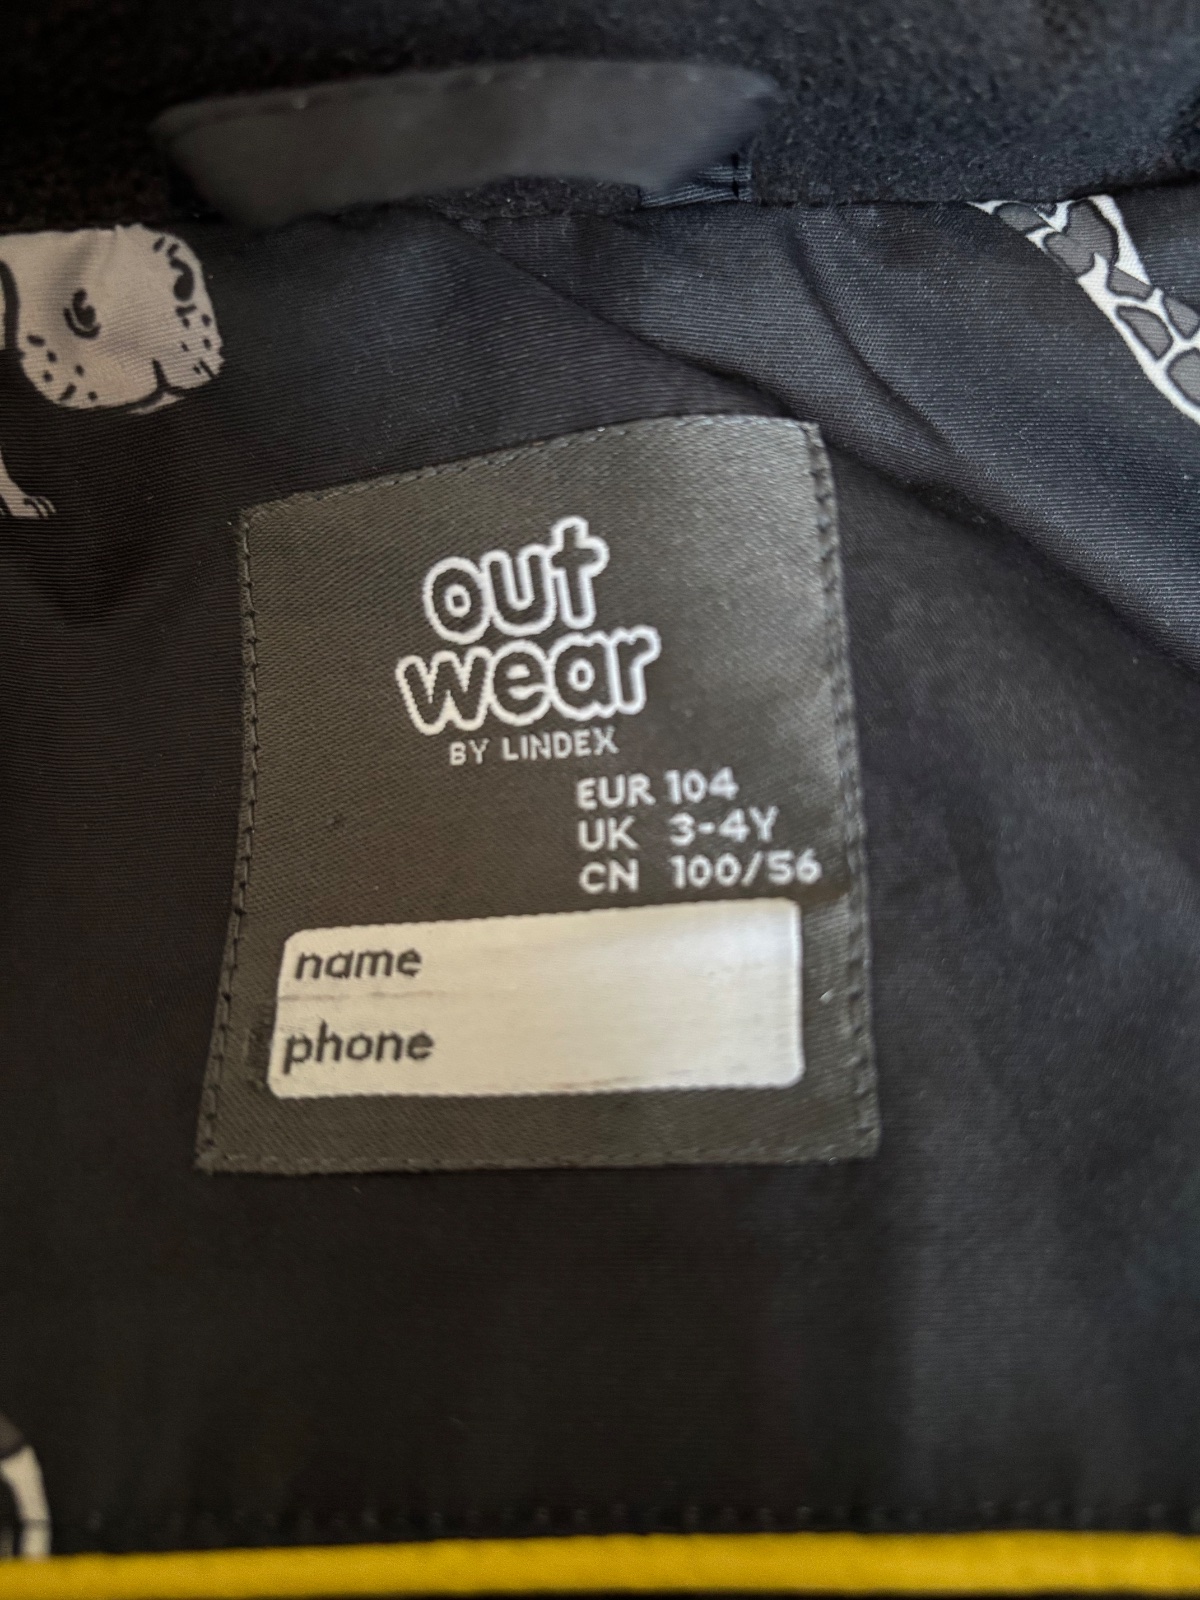 out
wear
BY LINDEX
EUR 104
UK 3-4Y
CN 100/56
name
phone